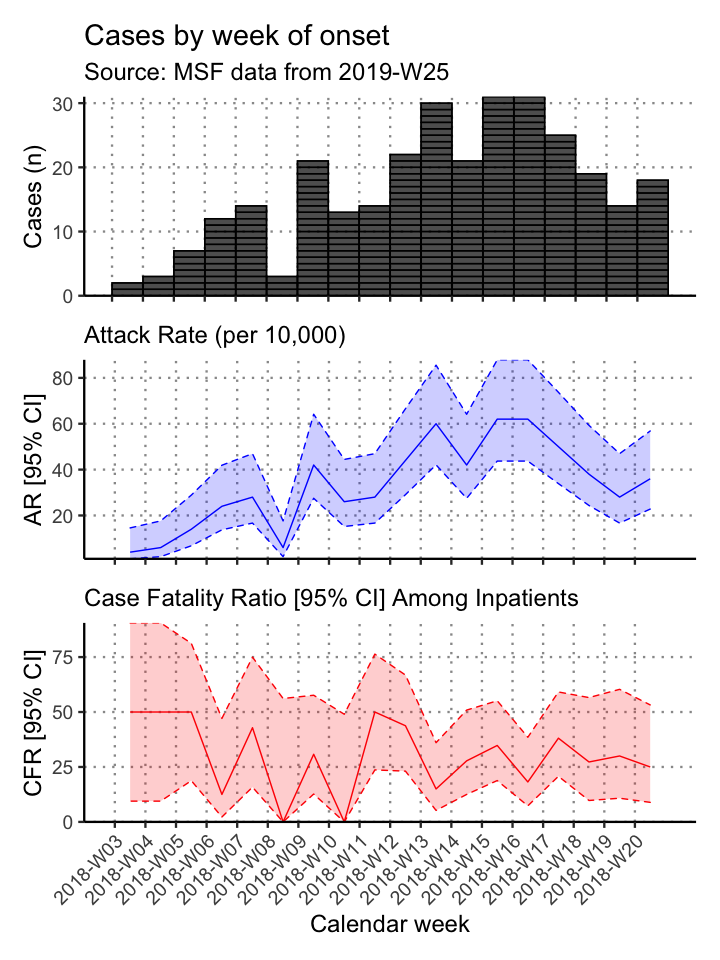 Cases by week of onset
Source: MSF data from 2019-W25
Cases (n)
30
20
10
0
Attack Rate (per 10,000)
AR [95% CI]
80
60
40
20
Case Fatality Ratio [95% CI] Among Inpatients
CFR [95% CI]
75
50
25
0
2018-W03
2018-W04
2018-W05
2018-W06
2018-W07
2018-W08
2018-W09
2018-W10
2018-W11
2018-W12
2018-W13
2018-W14
2018-W15
2018-W16
2018-W17
2018-W18
2018-W19
2018-W20
Calendar week